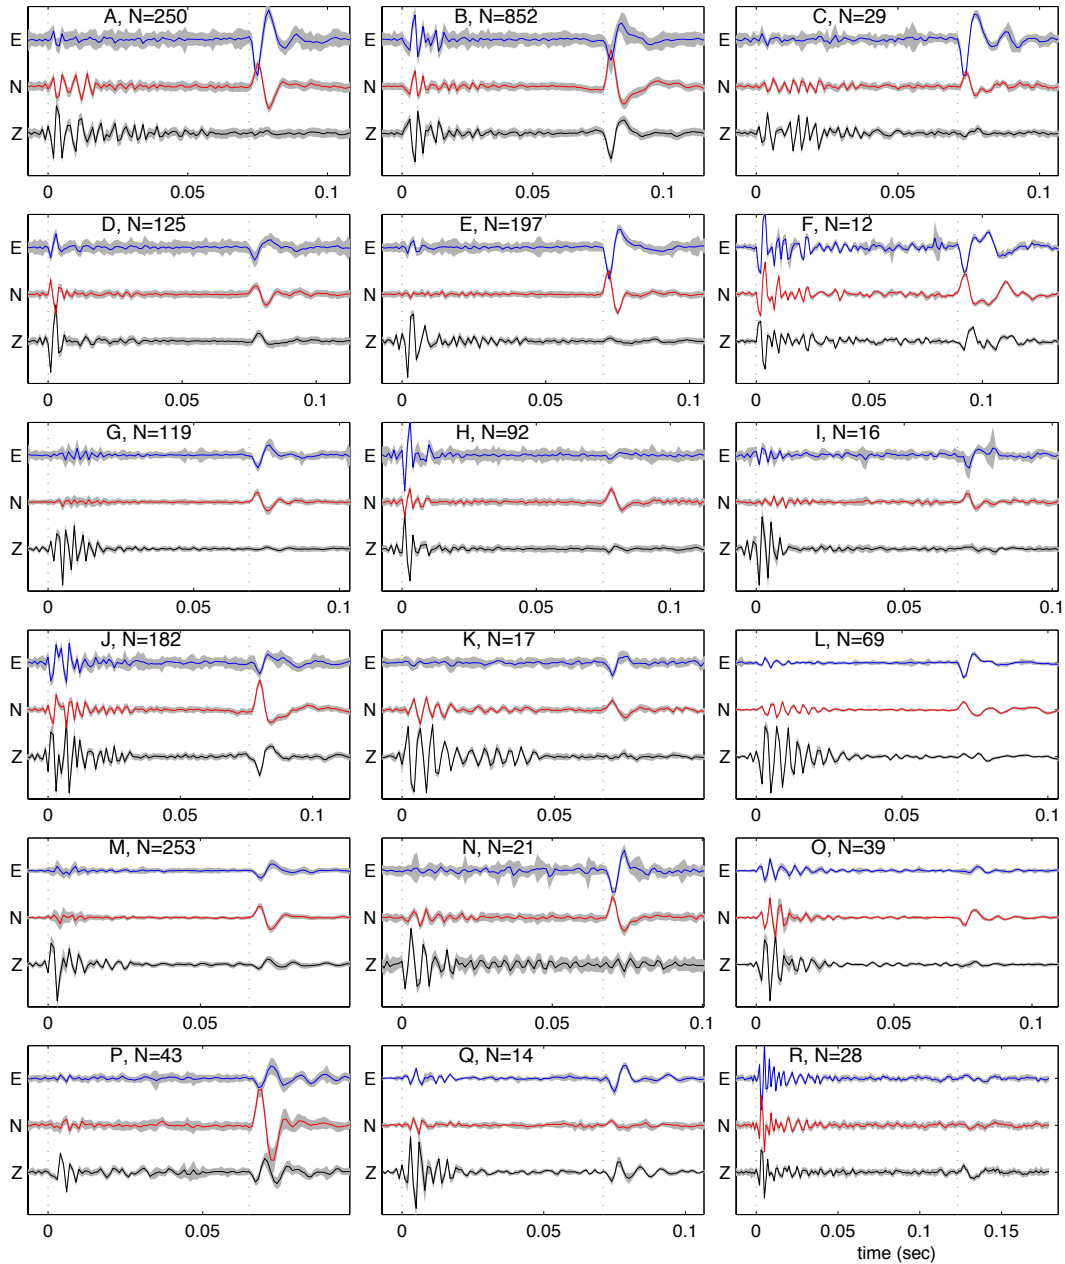 A, N=250
B, N=852
C, N=29
E
E
E
N
N
N
Z
Z
Z
0
0.05
0.1
0
0.05
0.1
0
0.05
0.1
D, N=125
E, N=197
F, N=12
E
E
E
N
N
N
Z
Z
Z
0
0.05
0.1
0
0.05
0.1
0
0.05
0.1
G, N=119
H, N=92
I, N=16
E
E
E
N
N
N
Z
Z
Z
0
0.05
0.1
0
0.05
0.1
0
0.05
0.1
J, N=182
K, N=17
L, N=69
E
E
E
N
N
N
Z
Z
Z
0
0.05
0.1
0
0.05
0
0.05
0.1
M, N=253
N, N=21
O, N=39
E
E
E
N
N
N
Z
Z
Z
0
0.05
0
0.05
0.1
0
0.05
0.1
P, N=43
Q, N=14
R, N=28
E
E
E
N
N
N
Z
Z
Z
0
0.05
0
0.05
0.1
0
0.05
0.1
0.15
time (sec)